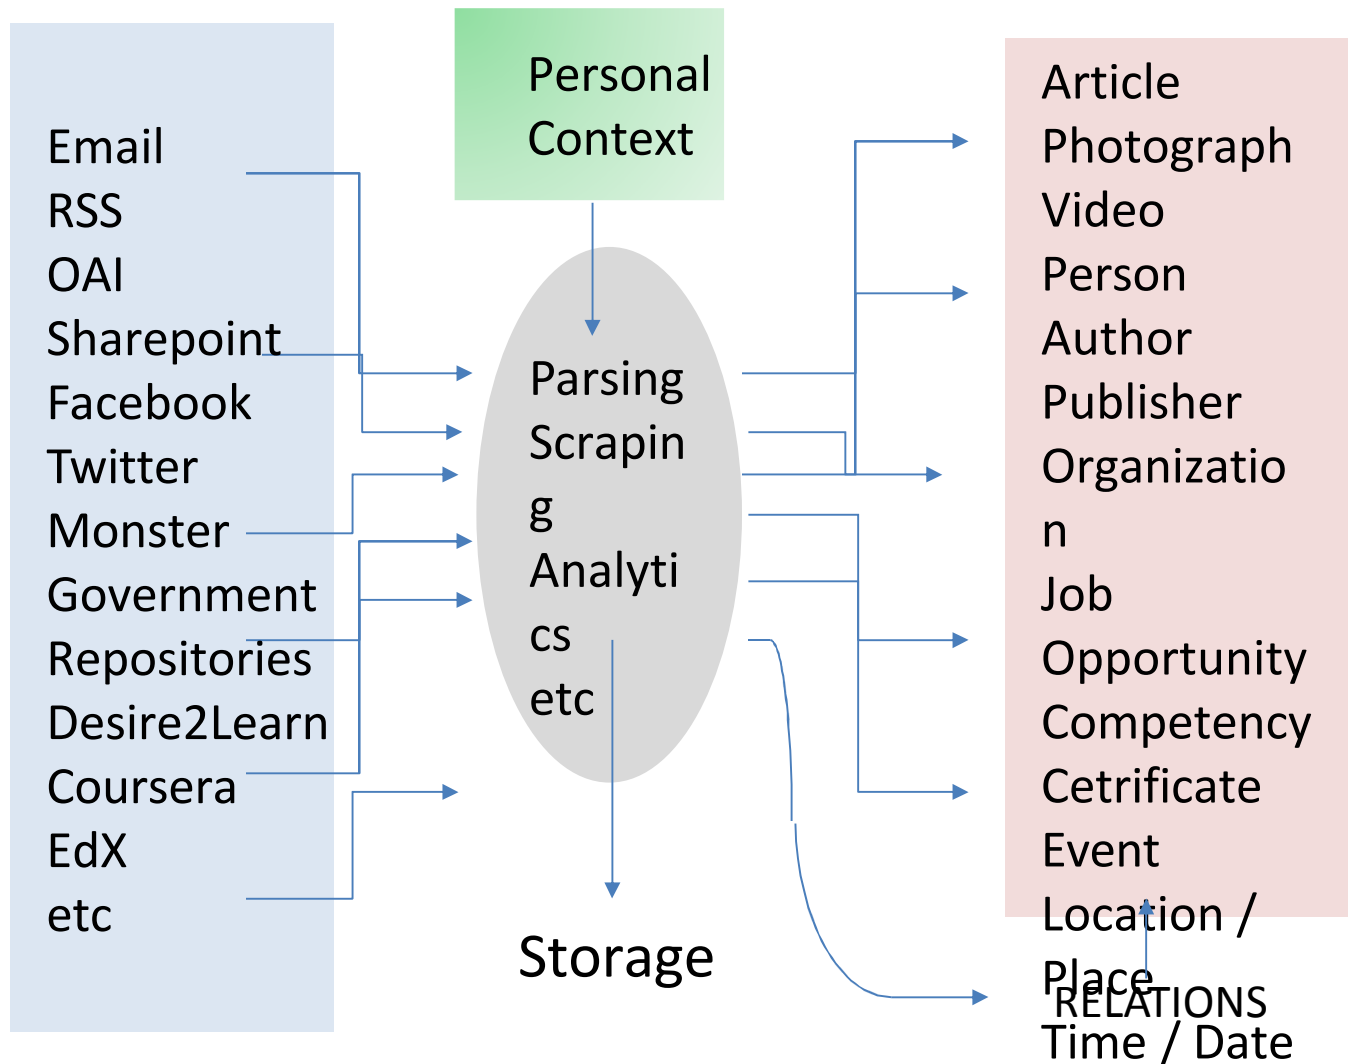 Email
RSS
OAI
Sharepoint
Facebook
Twitter
Monster
Government
Repositories
Desire2Learn
Coursera
EdX
etc
Personal
Context
Parsing
Scrapin
g
Analyti
cs
etc
Storage
Article
Photograph
Video
Person
Author
Publisher
Organizatio
n
Job
Opportunity
Competency
Cetrificate
Event
Location /
Place
RELATIONS
Time / Date